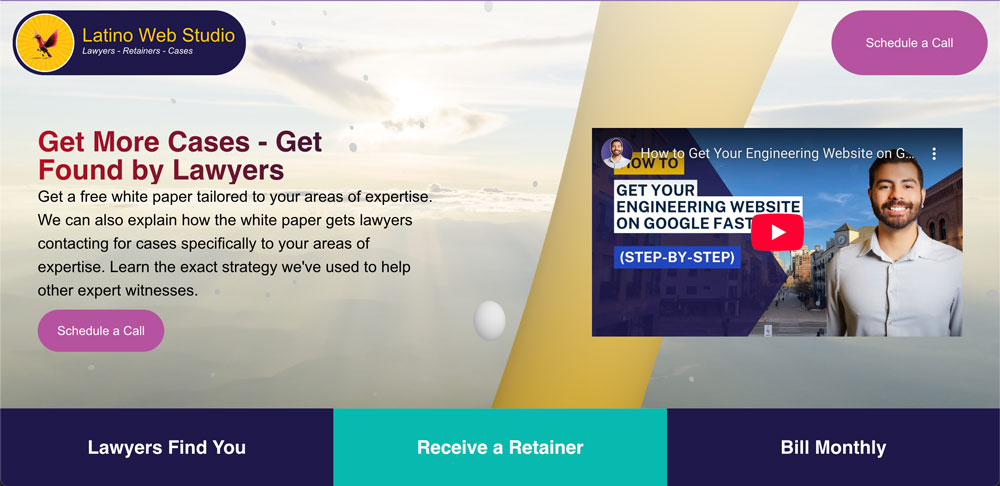 Latino Web Studio
Lawyers - Retainers - Cases
Schedule a Call
Get More Cases - Get
Found by Lawyers
Get a free white paper tailored to your areas of expertise.
We can also explain how the white paper gets lawyers
contacting for cases specifically to your areas of
expertise. Learn the exact strategy we've used to help
other expert witnesses.
Schedule a Call
How to Get Your Engineering Website on G...
HOW TO
GET YOUR
ENGINEERING WEBSITE
ON GOOGLE FAST
(STEP-BY-STEP)
Lawyers Find You
Receive a Retainer
Bill Monthly